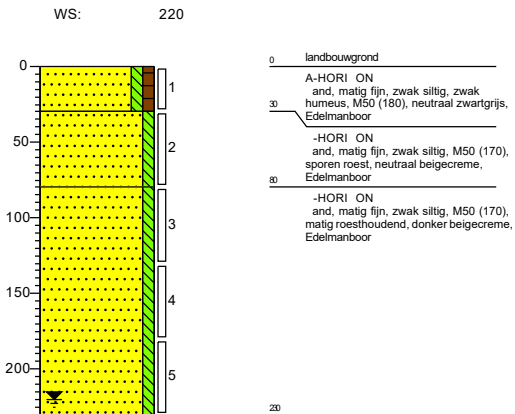 WS: 220
0
50
100
150
200
1
2
3
4
5
0 landbouwgrond
A-HORI ON
and, matig fijn, zwak siltig, zwak
humeus, M50 (180), neutraal zwartgrijs,
Edelmanboor
30
-HORI ON
and, matig fijn, zwak siltig, M50 (170),
sporen roest, neutraal beigecreme,
Edelmanboor
80
-HORI ON
and, matig fijn, zwak siltig, M50 (170),
matig roesthoudend, donker beigecreme,
Edelmanboor
230